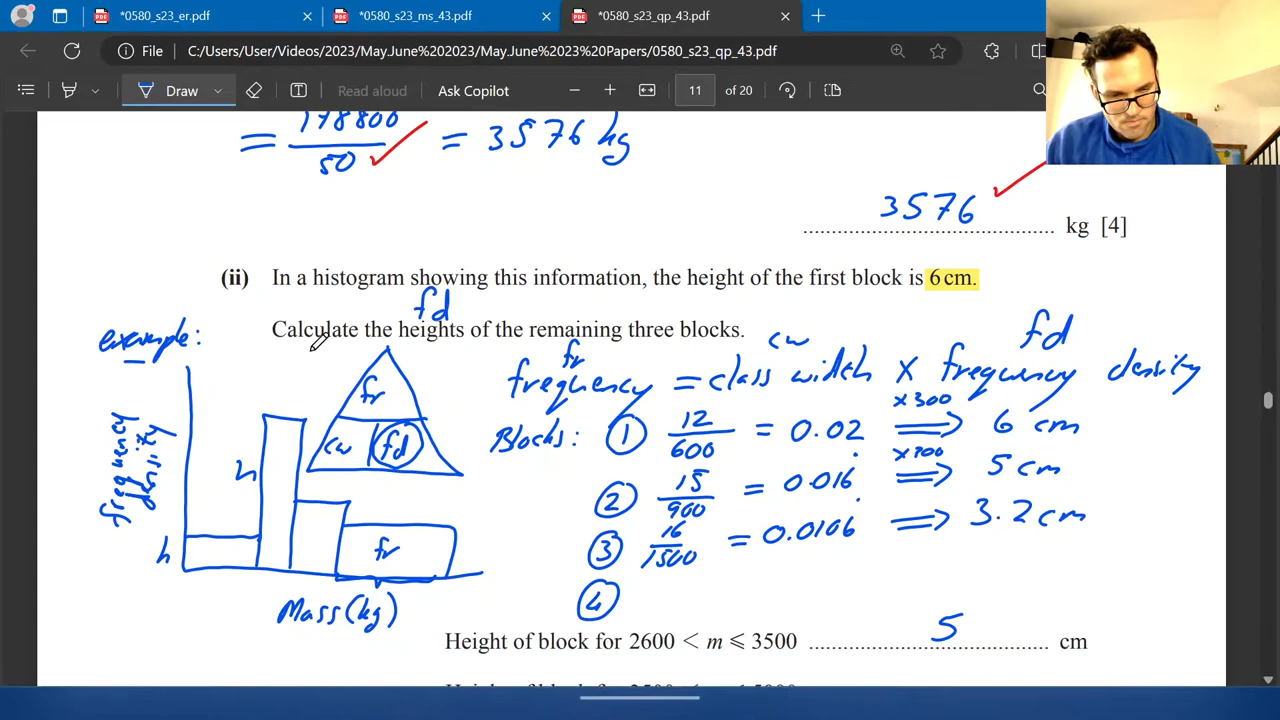 *0580_s23_er.pdf
*0580_s23_ms_43.pdf
*0580_s23_qp_43.pdf
File
C:/Users/User/Videos/2023/May.June%202023/May.June%2023%20Papers/0580_s23_qp_43.pdf
Draw
Read aloud
Ask Copilot
11 of 20
= 178800 / 50 = 3576 kg
3576
kg [4]
(ii) In a histogram showing this information, the height of the first block is 6 cm.
fd
Calculate the heights of the remaining three blocks.
example:
fr cw fd
frequency = class width × frequency density
fr
cw fd
Blocks: ① 12/600 = 0.02 ×300 ⟹ 6 cm
② 15/900 = 0.016̇ ×300 ⟹ 5 cm
③ 16/1500 = 0.0106̇ ⟹ 3.2 cm
④
frequency density
h
h
fr
Mass (kg)
Height of block for 2600 < m ⩽ 3500 5 cm